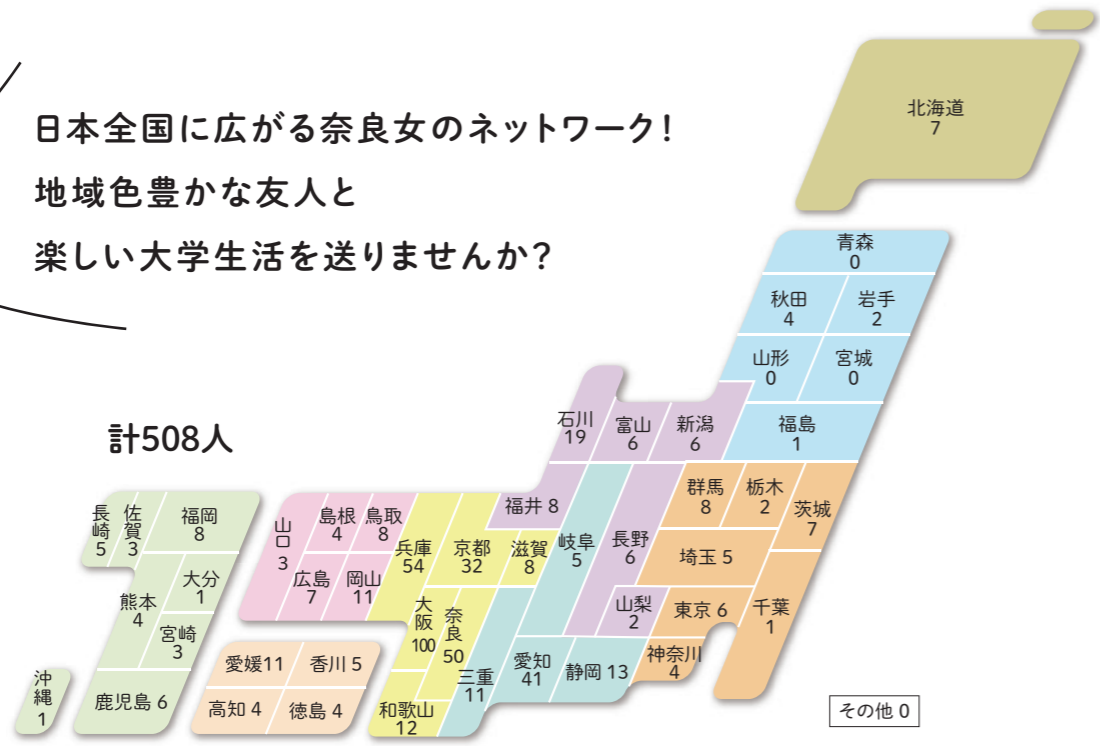 日本全国に広がる奈良女のネットワーク!
地域色豊かな友人と
楽しい大学生活を送りませんか?
計508人
北海道
7
青森
0
秋田
4
岩手
2
山形
0
宮城
0
福島
1
石川
19
富山
6
新潟
6
福井 8
長野
6
山梨
2
群馬
8
栃木
2
茨城
7
埼玉 5
東京 6
千葉
1
神奈川
4
岐阜
5
愛知
41
静岡 13
三重
11
兵庫
54
京都
32
滋賀
8
大阪
100
奈良
50
和歌山
12
山口
3
島根
4
鳥取
8
広島
7
岡山
11
愛媛11
香川 5
高知 4
徳島 4
長崎
5
佐賀
3
福岡
8
大分
1
熊本
4
宮崎
3
鹿児島 6
沖縄
1
その他 0